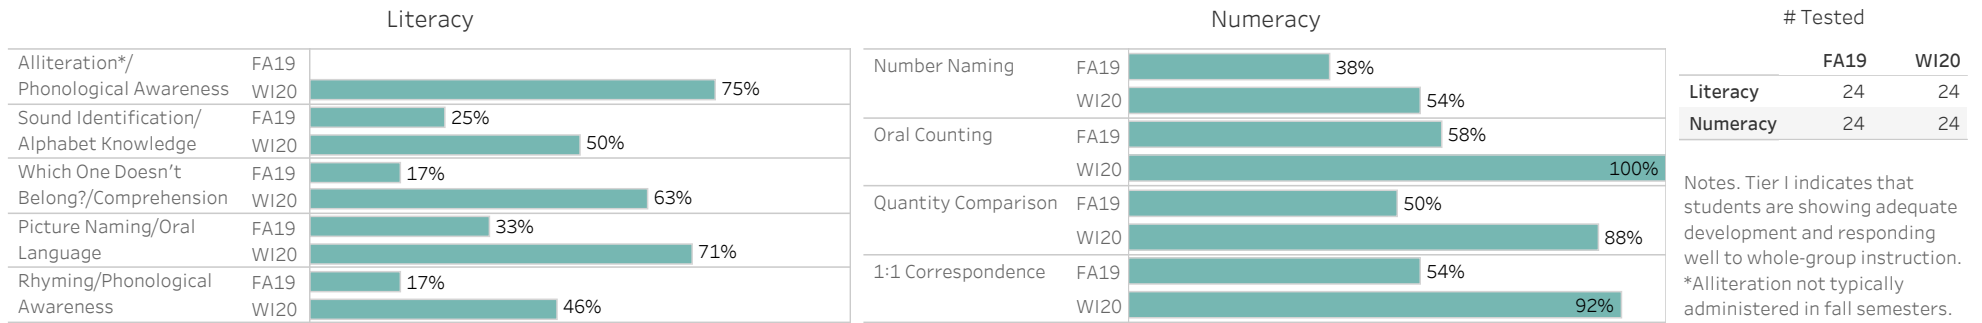 Literacy
Alliteration*/
Phonological Awareness
FA19
WI20
75%
Sound Identification/
Alphabet Knowledge
FA19
25%
WI20
50%
Which One Doesn't
Belong?/Comprehension
FA19
17%
WI20
63%
Picture Naming/Oral
Language
FA19
33%
WI20
71%
Rhyming/Phonological
Awareness
FA19
17%
WI20
46%
Numeracy
Number Naming
FA19
38%
WI20
54%
Oral Counting
FA19
58%
WI20
100%
Quantity Comparison
FA19
50%
WI20
88%
1:1 Correspondence
FA19
54%
WI20
92%
# Tested
FA19 WI20
Literacy 24 24
Numeracy 24 24
Notes. Tier I indicates that
students are showing adequate
development and responding
well to whole-group instruction.
*Alliteration not typically
administered in fall semesters.